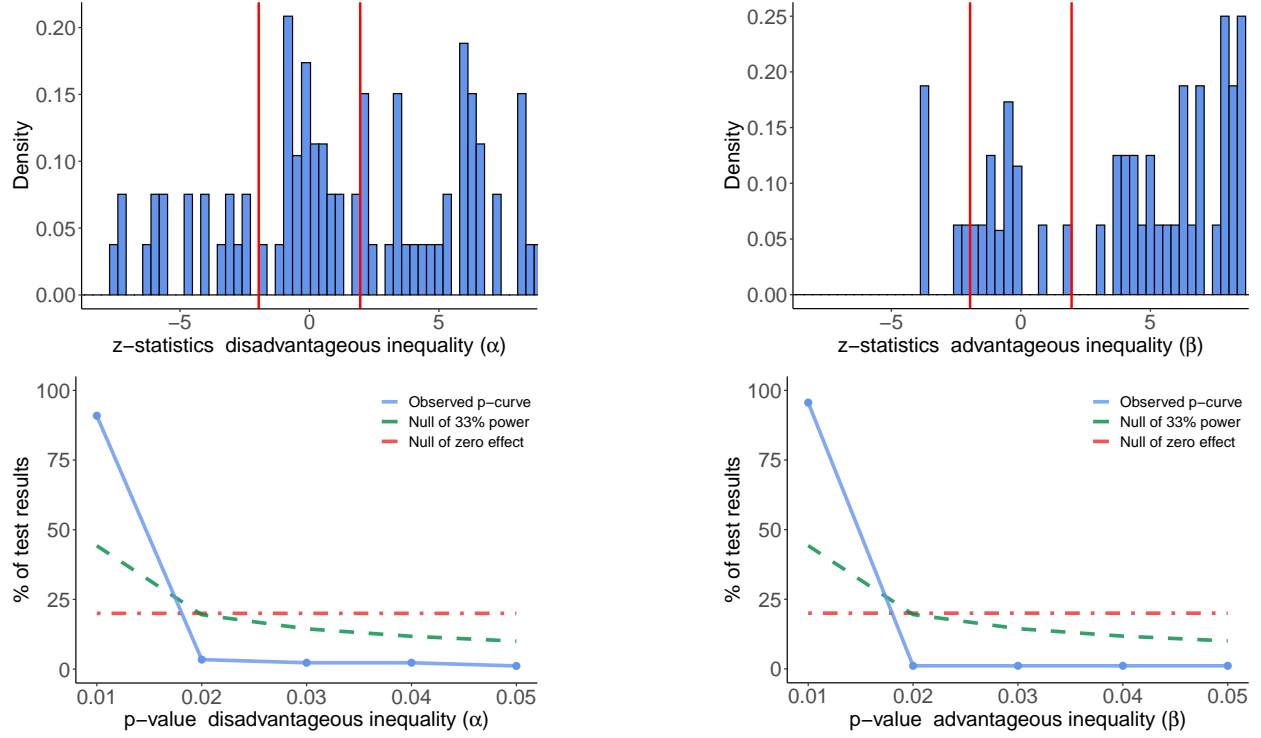 Density
0.20
0.15
0.10
0.05
0.00
−5 0 5
z−statistics disadvantageous inequality (α)
Density
0.25
0.20
0.15
0.10
0.05
0.00
−5 0 5
z−statistics advantageous inequality (β)
% of test results
100
75
50
25
0
Observed p−curve
Null of 33% power
Null of zero effect
0.01 0.02 0.03 0.04 0.05
p−value disadvantageous inequality (α)
% of test results
100
75
50
25
0
Observed p−curve
Null of 33% power
Null of zero effect
0.01 0.02 0.03 0.04 0.05
p−value advantageous inequality (β)